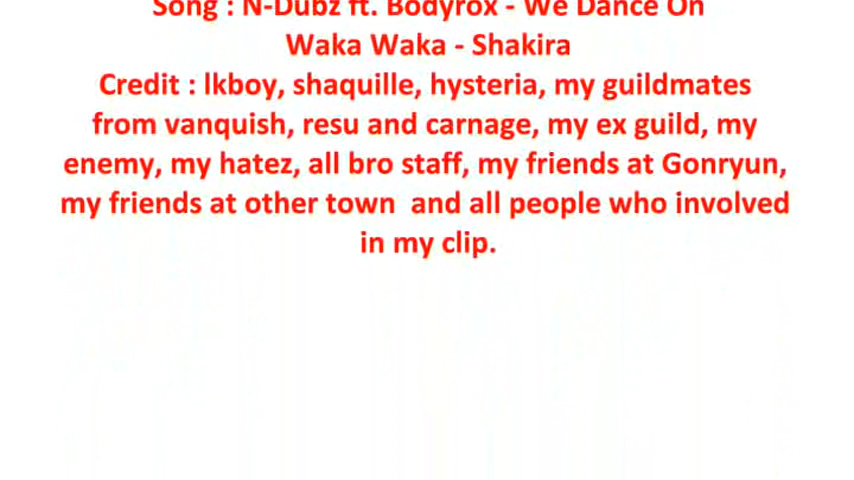 Song : N-Dubz ft. Bodyrox - We Dance On
Waka Waka - Shakira
Credit : lkboy, shaquille, hysteria, my guildmates
from vanquish, resu and carnage, my ex guild, my
enemy, my hatez, all bro staff, my friends at Gonryun,
my friends at other town  and all people who involved
in my clip.